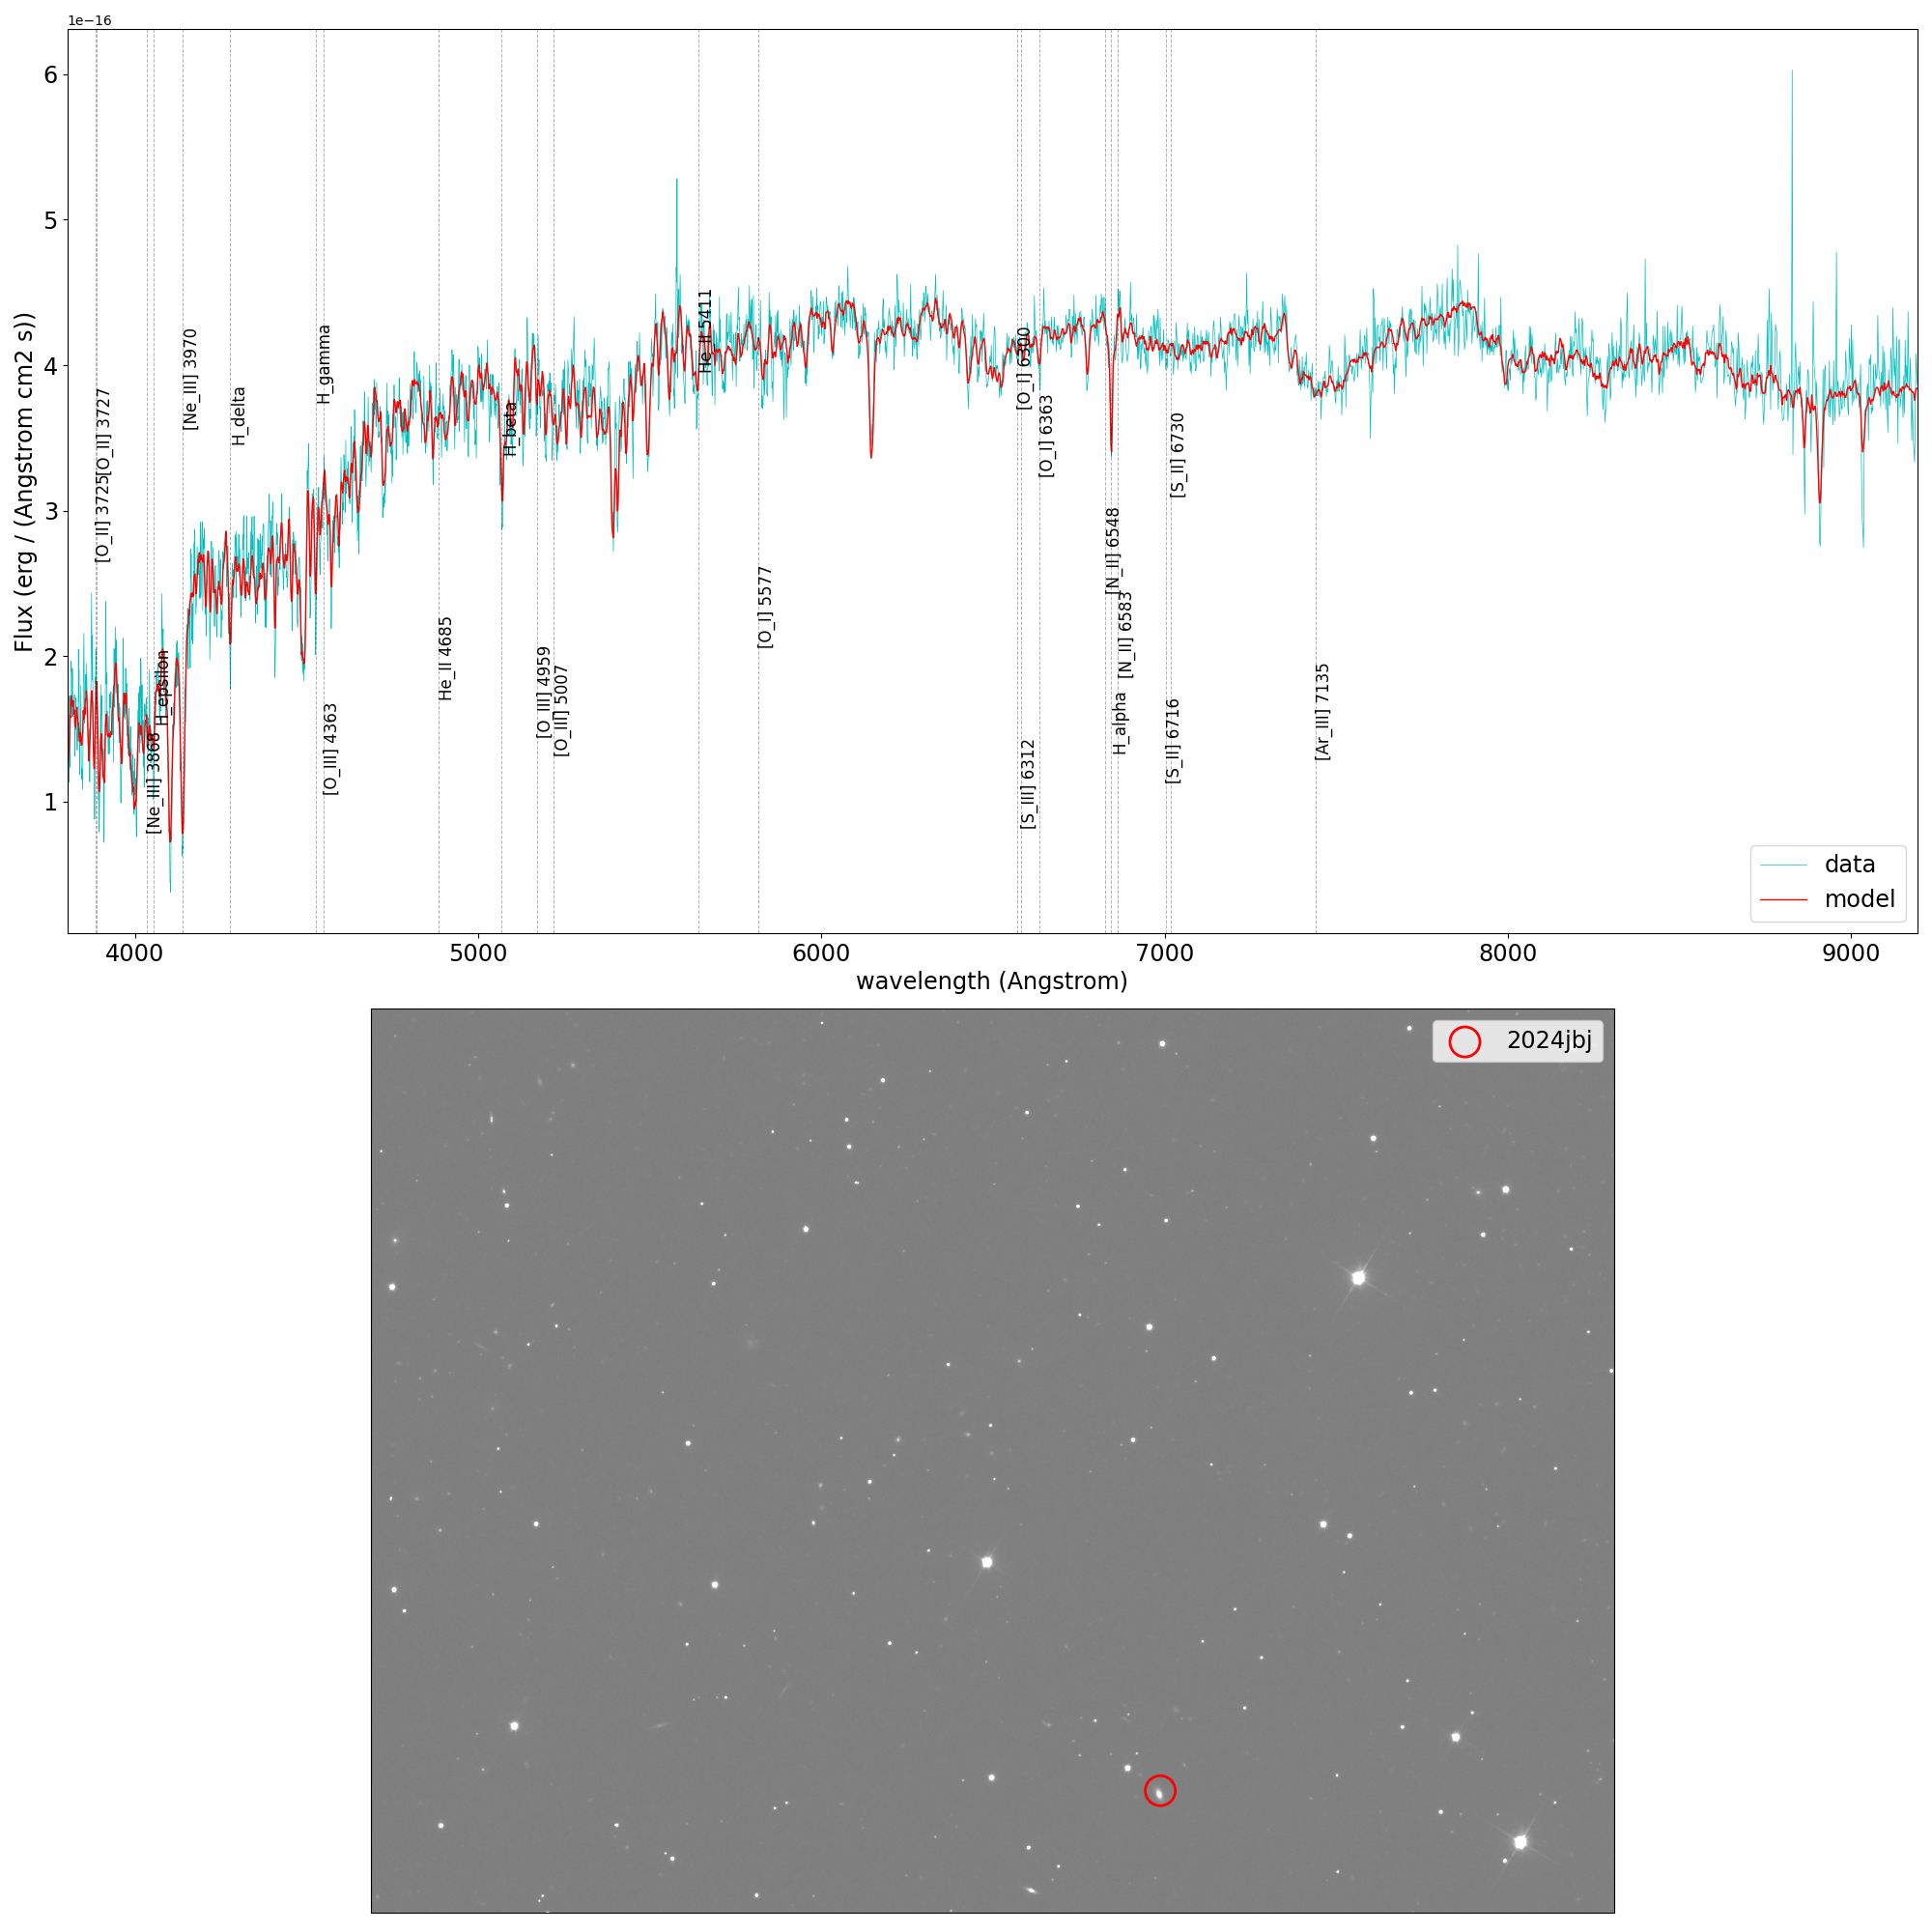 1e−16
Flux (erg / (Angstrom cm2 s))
6
5
4
3
2
1
[O_II] 3725
[O_II] 3727
[Ne_III] 3868
H_epsilon
[Ne_III] 3970
H_delta
H_gamma
[O_III] 4363
He_II 4685
H_beta
[O_III] 4959
[O_III] 5007
He_II 5411
[O_I] 5577
[O_I] 6300
[S_III] 6312
[O_I] 6363
[N_II] 6548
H_alpha
[N_II] 6583
[S_II] 6716
[S_II] 6730
[Ar_III] 7135
data
model
4000 5000 6000 7000 8000 9000
wavelength (Angstrom)
2024jbj